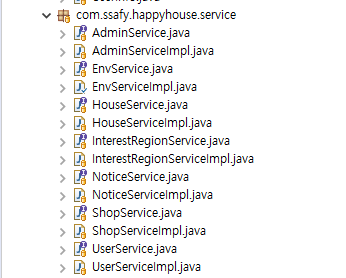 com.ssafy.happyhouse.service
AdminService.java
AdminServiceImpl.java
EnvService.java
EnvServiceImpl.java
HouseService.java
HouseServiceImpl.java
InterestRegionService.java
InterestRegionServiceImpl.java
NoticeService.java
NoticeServiceImpl.java
ShopService.java
ShopServiceImpl.java
UserService.java
UserServiceImpl.java